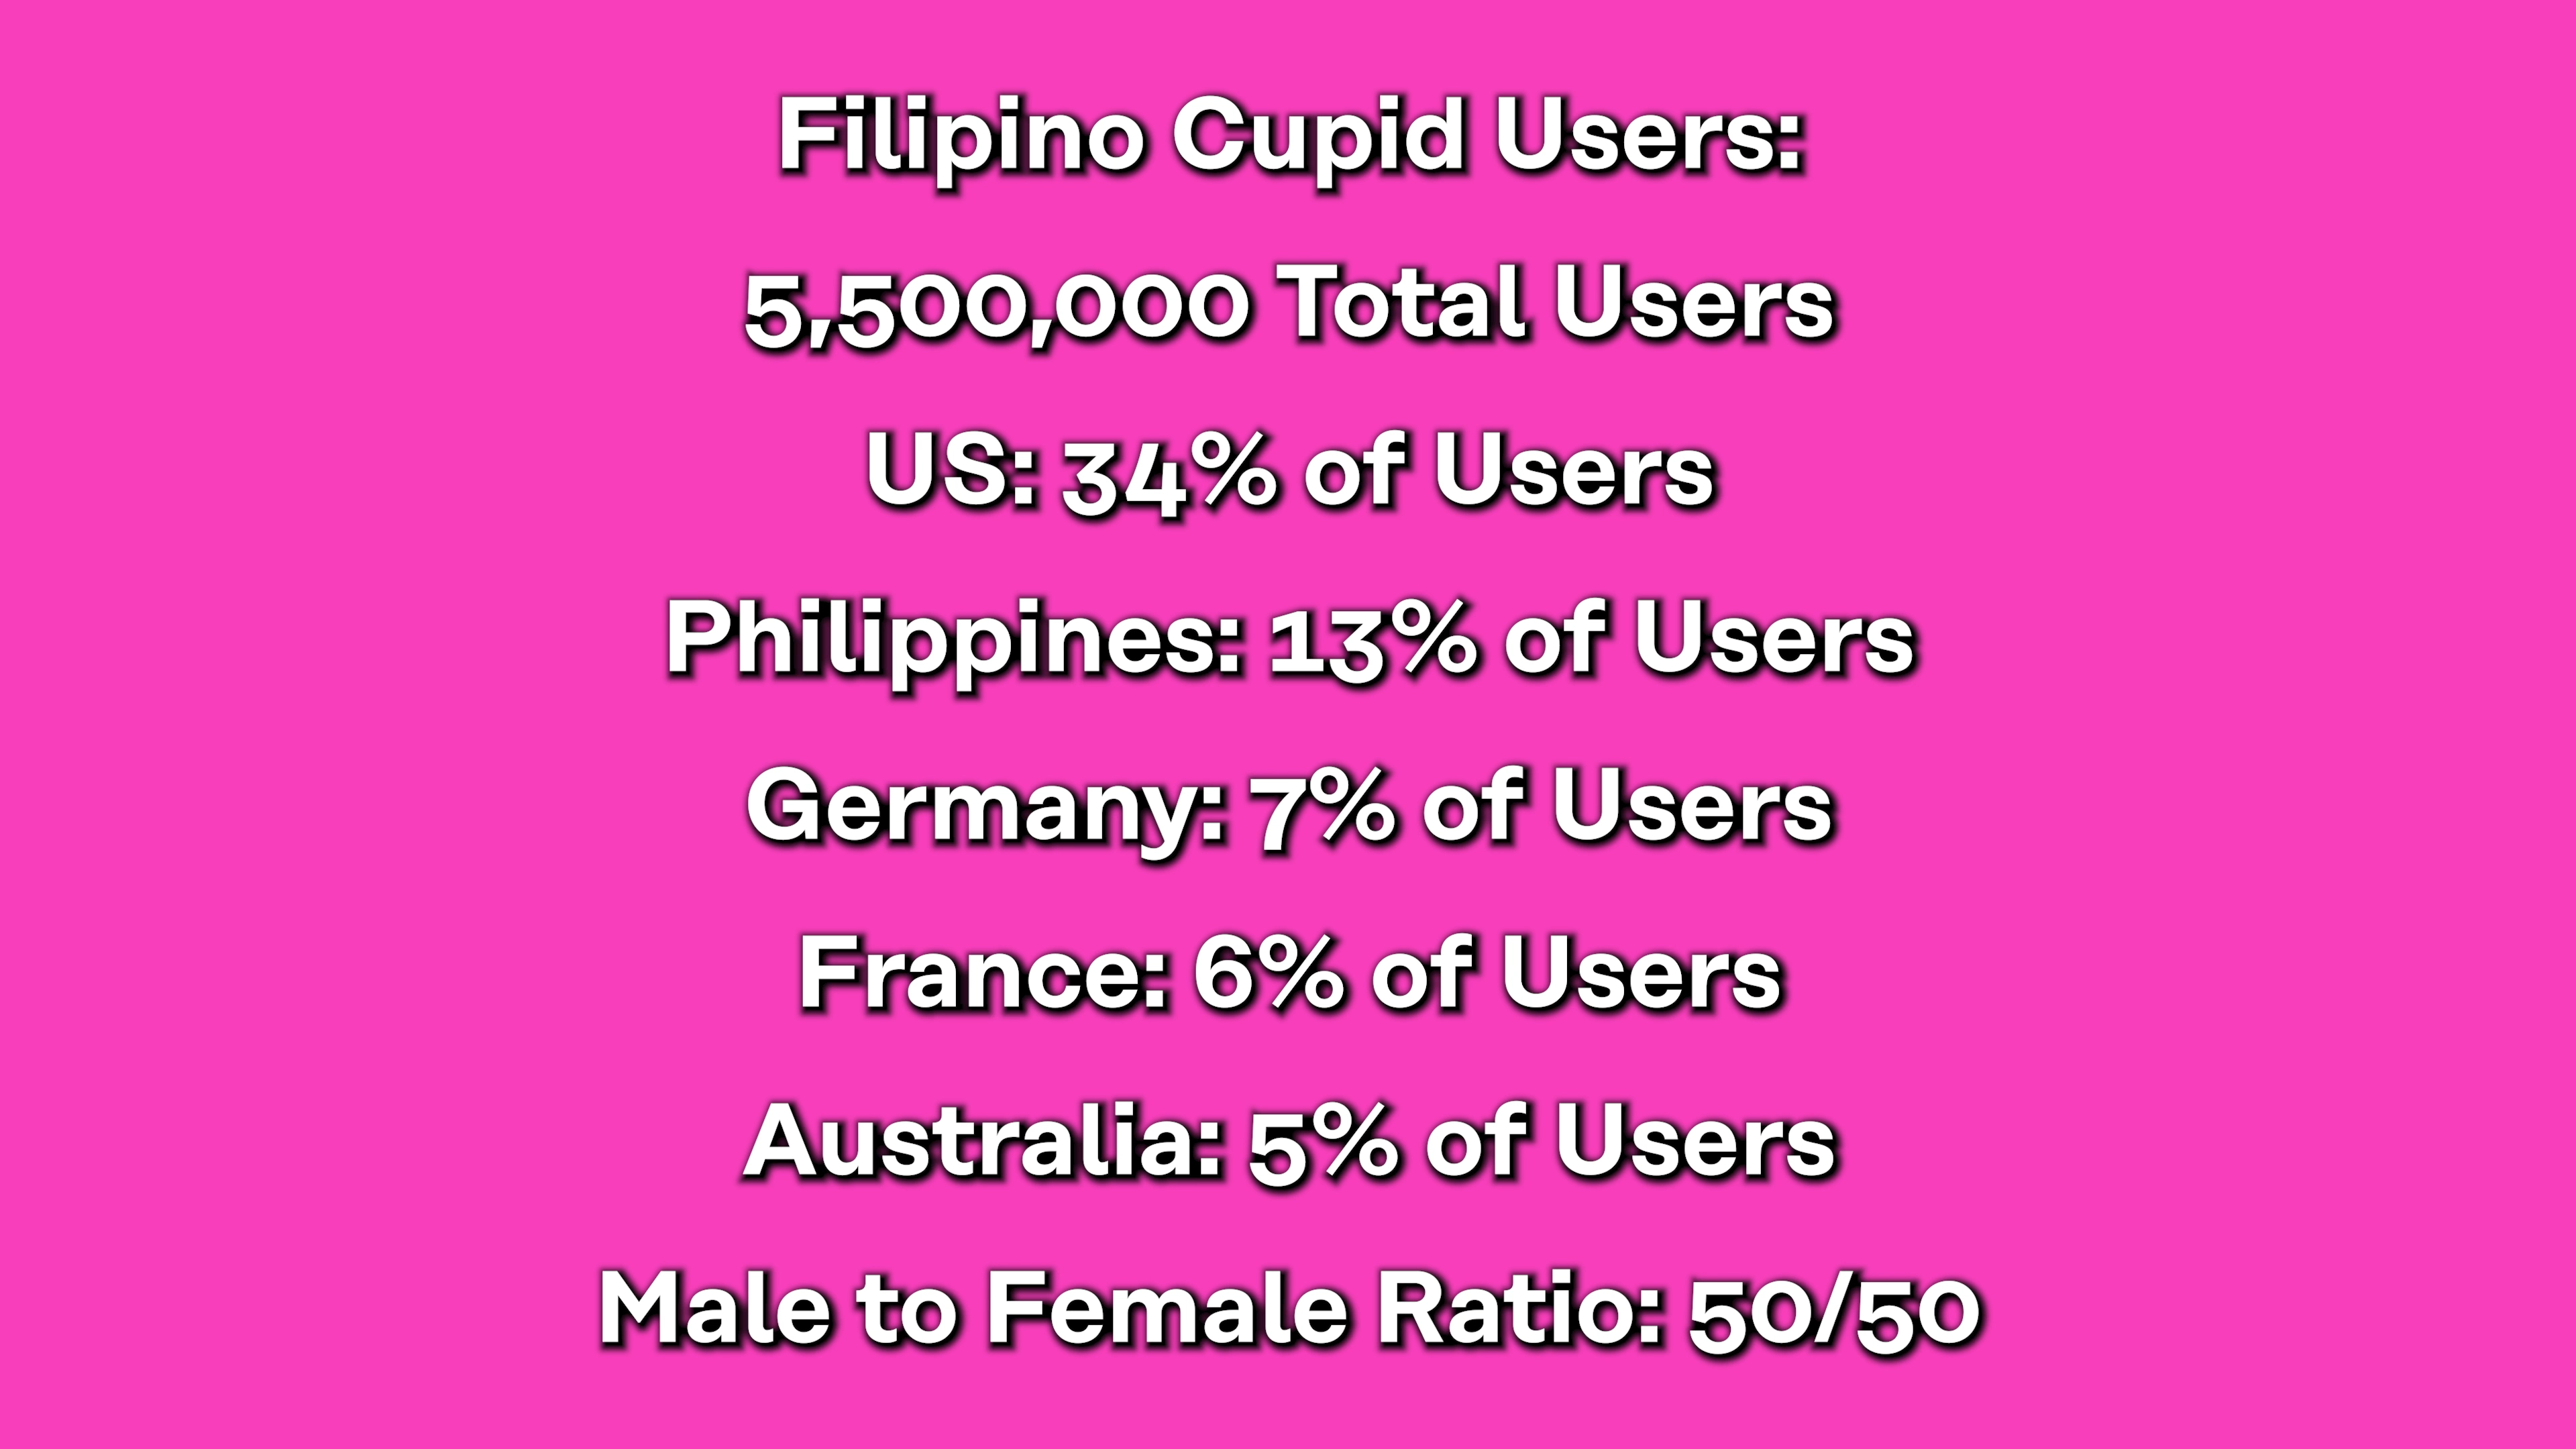 Filipino Cupid Users:
5,500,000 Total Users
US: 34% of Users
Philippines: 13% of Users
Germany: 7% of Users
France: 6% of Users
Australia: 5% of Users
Male to Female Ratio: 50/50